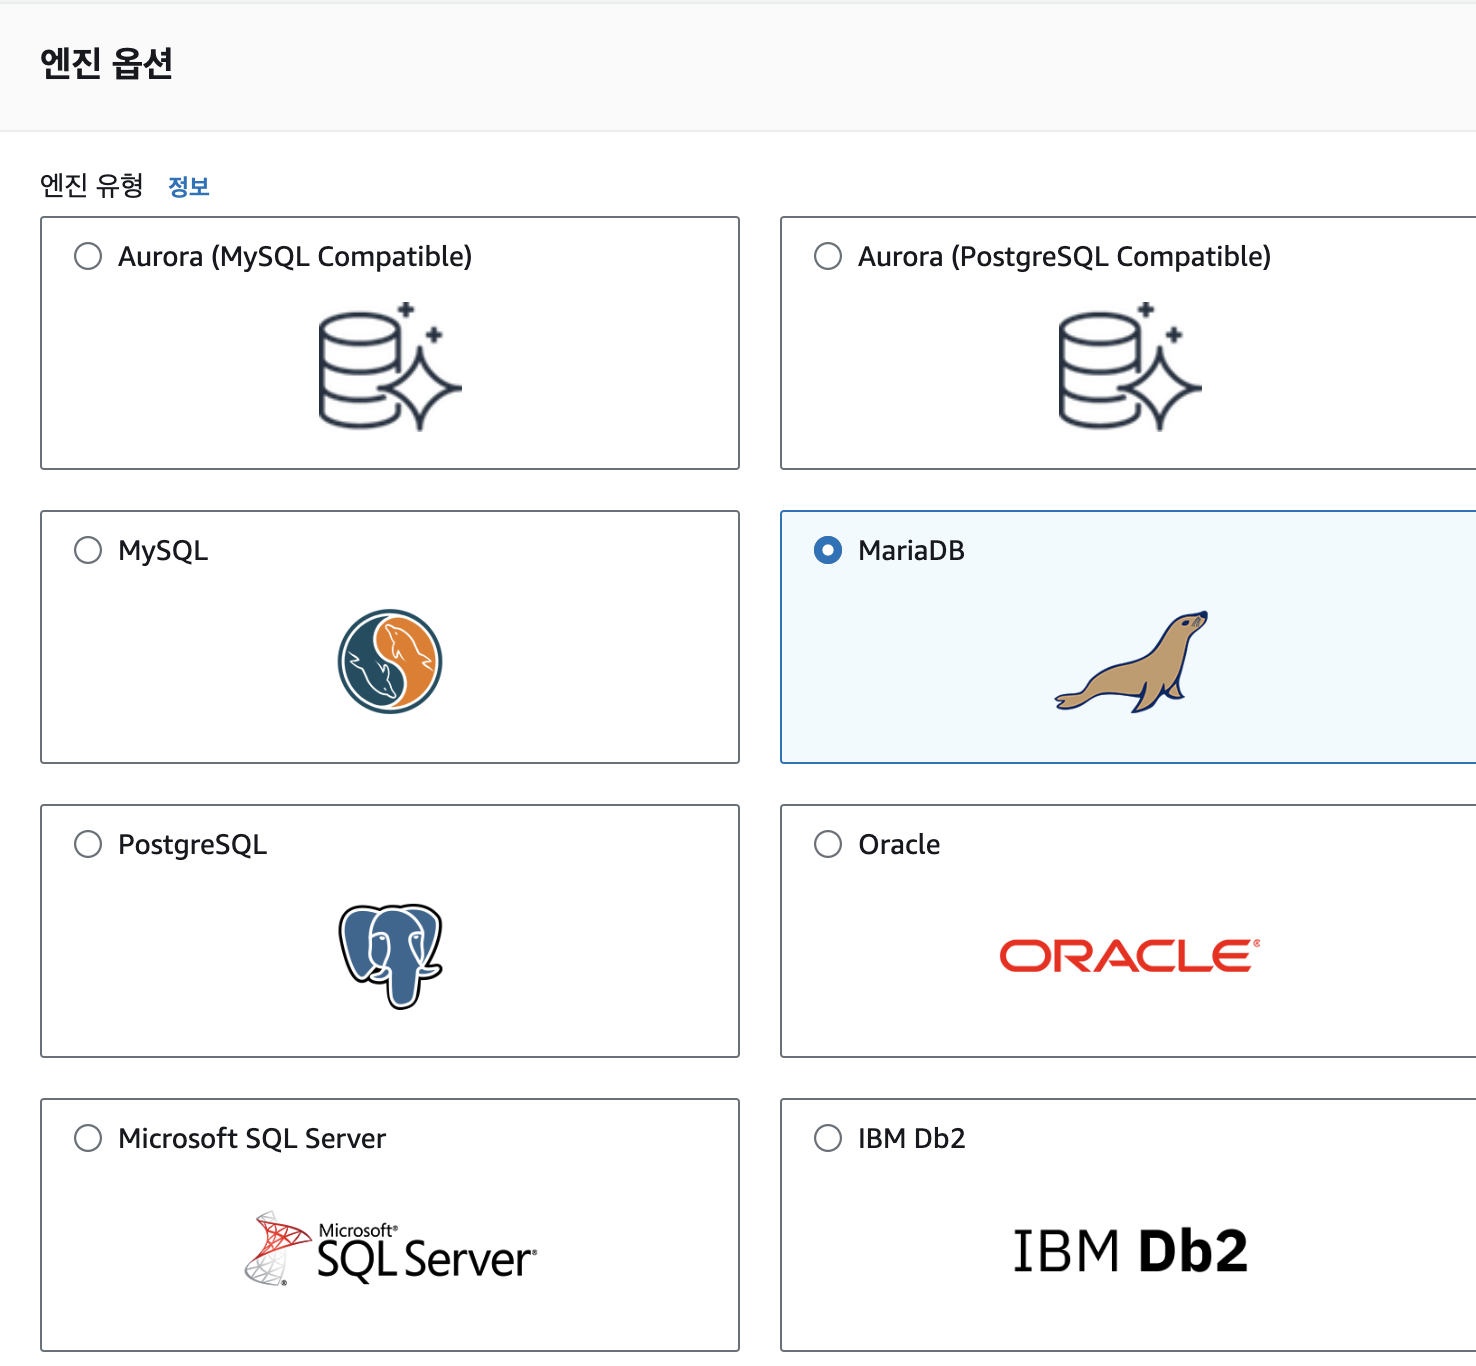 엔진 옵션
엔진 유형 정보
Aurora (MySQL Compatible)
Aurora (PostgreSQL Compatible)
MySQL
MariaDB
PostgreSQL
Oracle
ORACLE®
Microsoft SQL Server
IBM Db2
Microsoft®
SQL Server®
IBM Db2